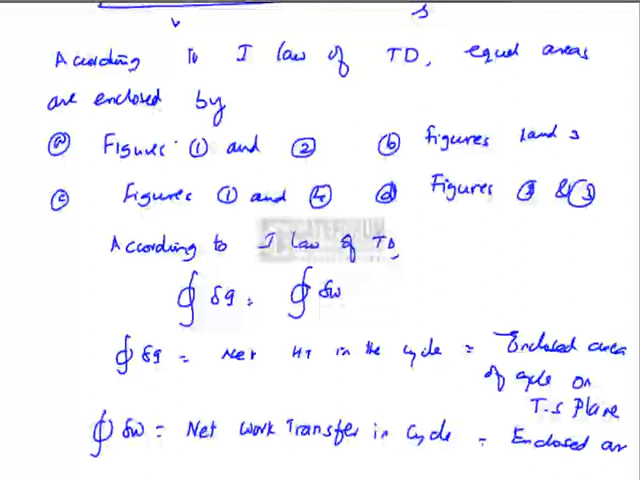 v s
According to I law of TD, equal areas
are enclosed by
(a) Figures (1) and (2) (b) figures 1 and 3
(c) Figures (1) and (4) (d) Figures (2) & (3)
According to I law of TD,
∮ δq = ∮ δw
∮ δq = Net HT in the cycle = Enclosed area
of cycle on
T-s plane
∮ δw = Net work Transfer in cycle = Enclosed ar